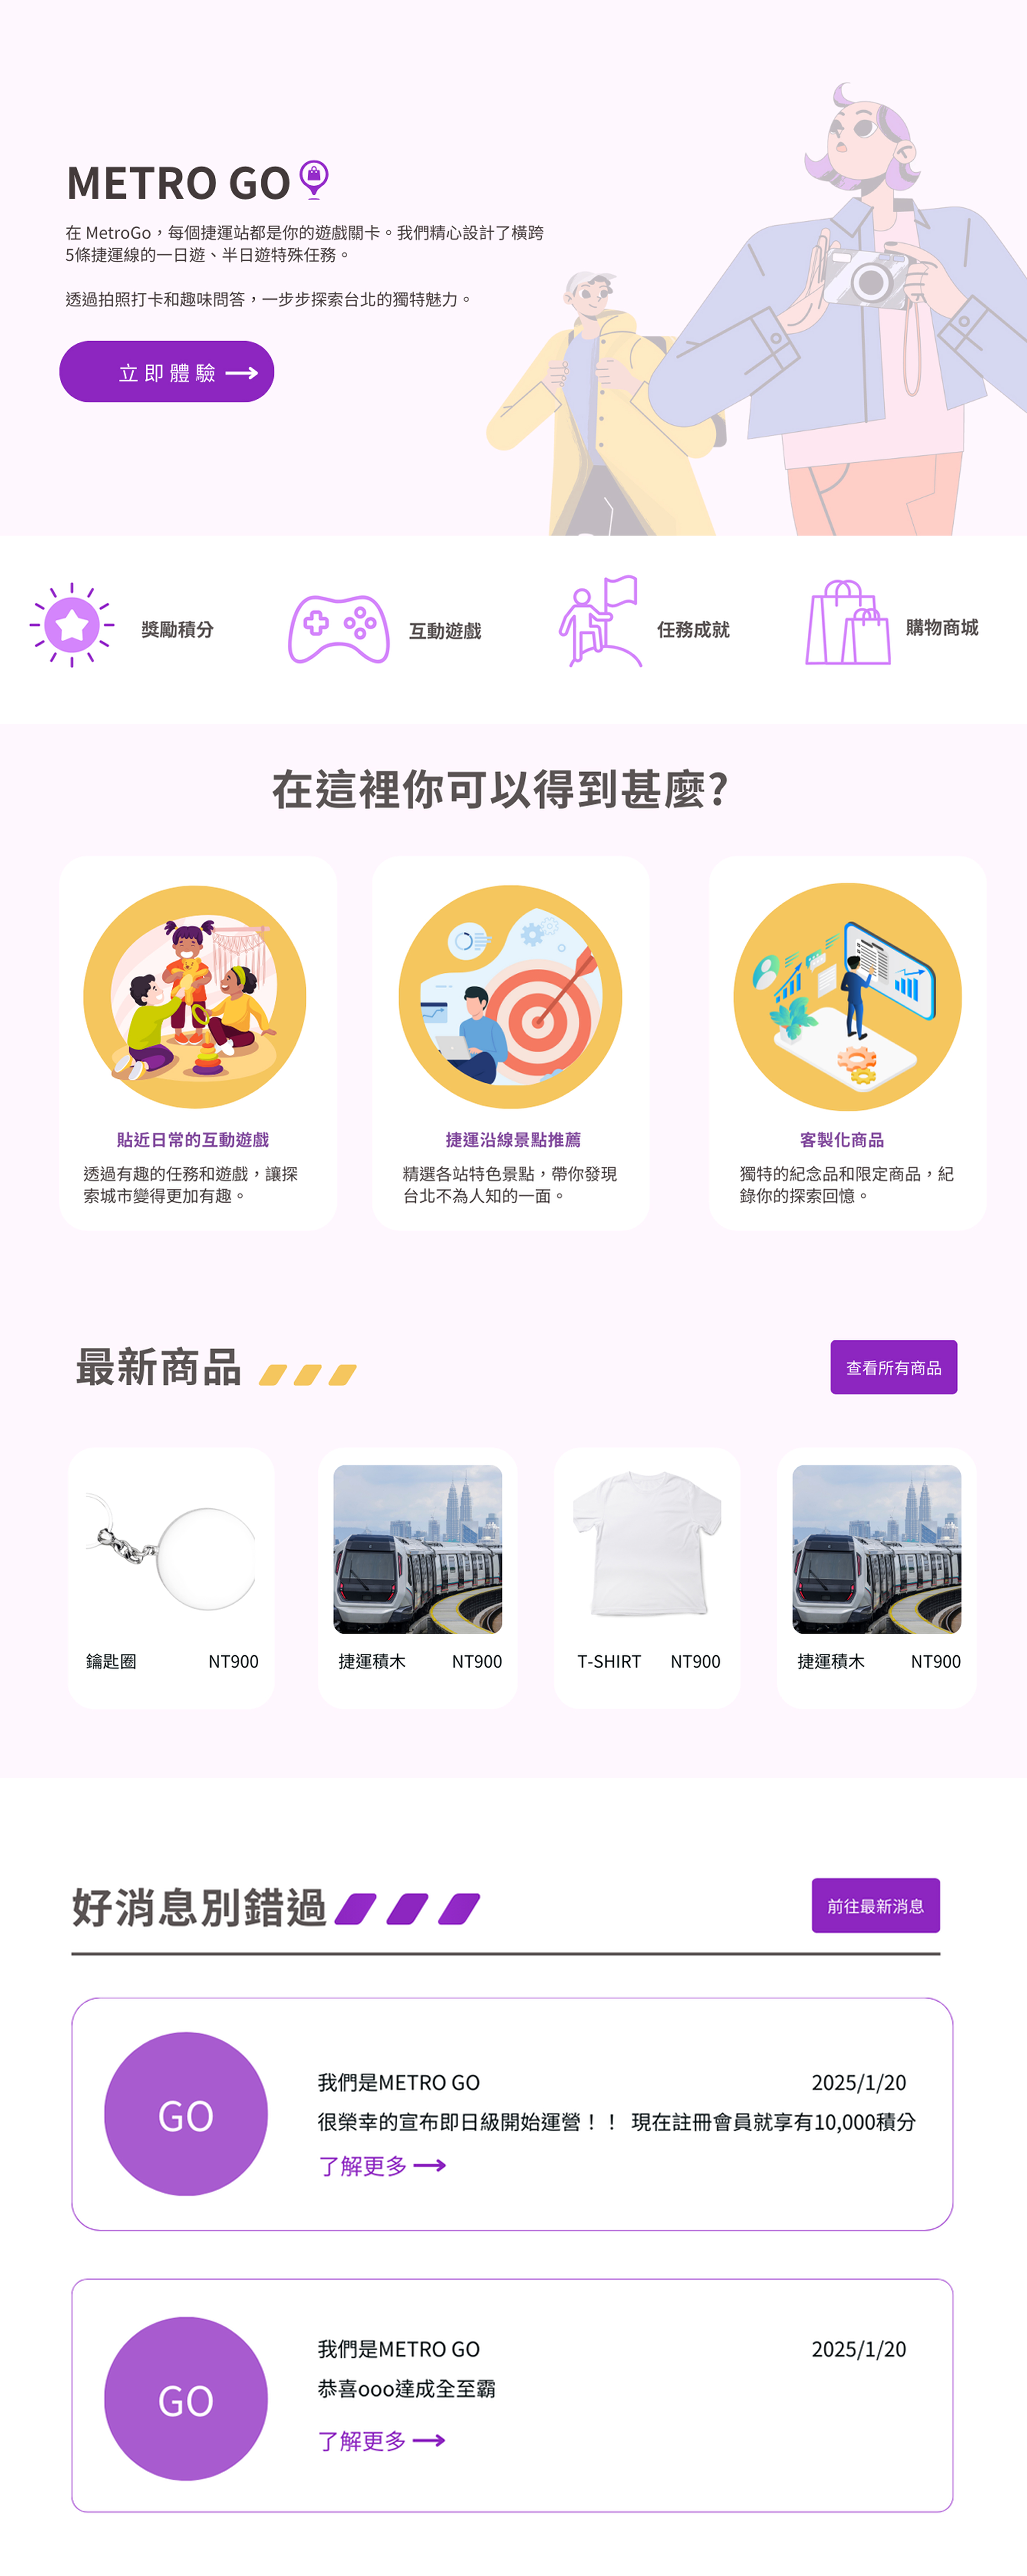 METRO GO
在 MetroGo，每個捷運站都是你的遊戲關卡。我們精心設計了橫跨
5條捷運線的一日遊、半日遊特殊任務。
透過拍照打卡和趣味問答，一步步探索台北的獨特魅力。
立即體驗
獎勵積分
互動遊戲
任務成就
購物商城
在這裡你可以得到甚麼?
貼近日常的互動遊戲
透過有趣的任務和遊戲，讓探
索城市變得更加有趣。
捷運沿線景點推薦
精選各站特色景點，帶你發現
台北不為人知的一面。
客製化商品
獨特的紀念品和限定商品，紀
錄你的探索回憶。
最新商品
查看所有商品
鑰匙圈 NT900
捷運積木 NT900
T-SHIRT NT900
捷運積木 NT900
好消息別錯過
前往最新消息
GO
我們是METRO GO 2025/1/20
很榮幸的宣布即日級開始運營！！ 現在註冊會員就享有10,000積分
了解更多
GO
我們是METRO GO 2025/1/20
恭喜ooo達成全至霸
了解更多